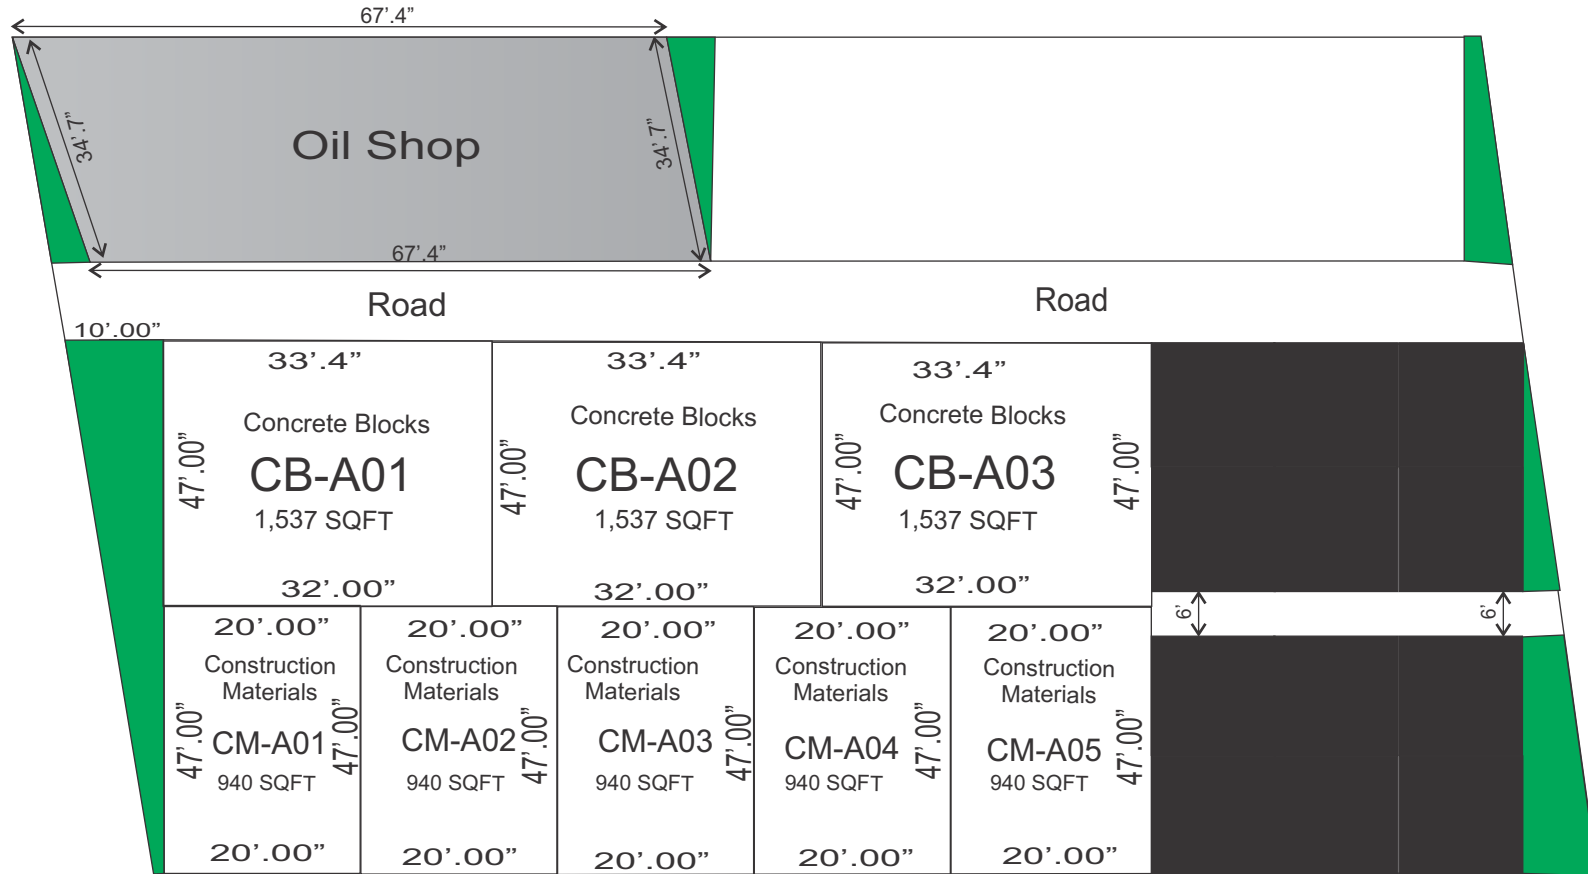 67’.4”
34’.7”
Oil Shop
34’.7”
67’.4”
Road
Road
10’.00”
33’.4”
33’.4”
33’.4”
Concrete Blocks
Concrete Blocks
Concrete Blocks
47’.00”
CB-A01
47’.00”
CB-A02
47’.00”
CB-A03
47’.00”
1,537 SQFT
1,537 SQFT
1,537 SQFT
32’.00”
32’.00”
32’.00”
6’
6’
20’.00”
20’.00”
20’.00”
20’.00”
20’.00”
Construction
Materials
Construction
Materials
Construction
Materials
Construction
Materials
Construction
Materials
47’.00”
CM-A01
47’.00”
CM-A02
47’.00”
CM-A03
47’.00”
CM-A04
47’.00”
CM-A05
47’.00”
940 SQFT
940 SQFT
940 SQFT
940 SQFT
940 SQFT
20’.00”
20’.00”
20’.00”
20’.00”
20’.00”